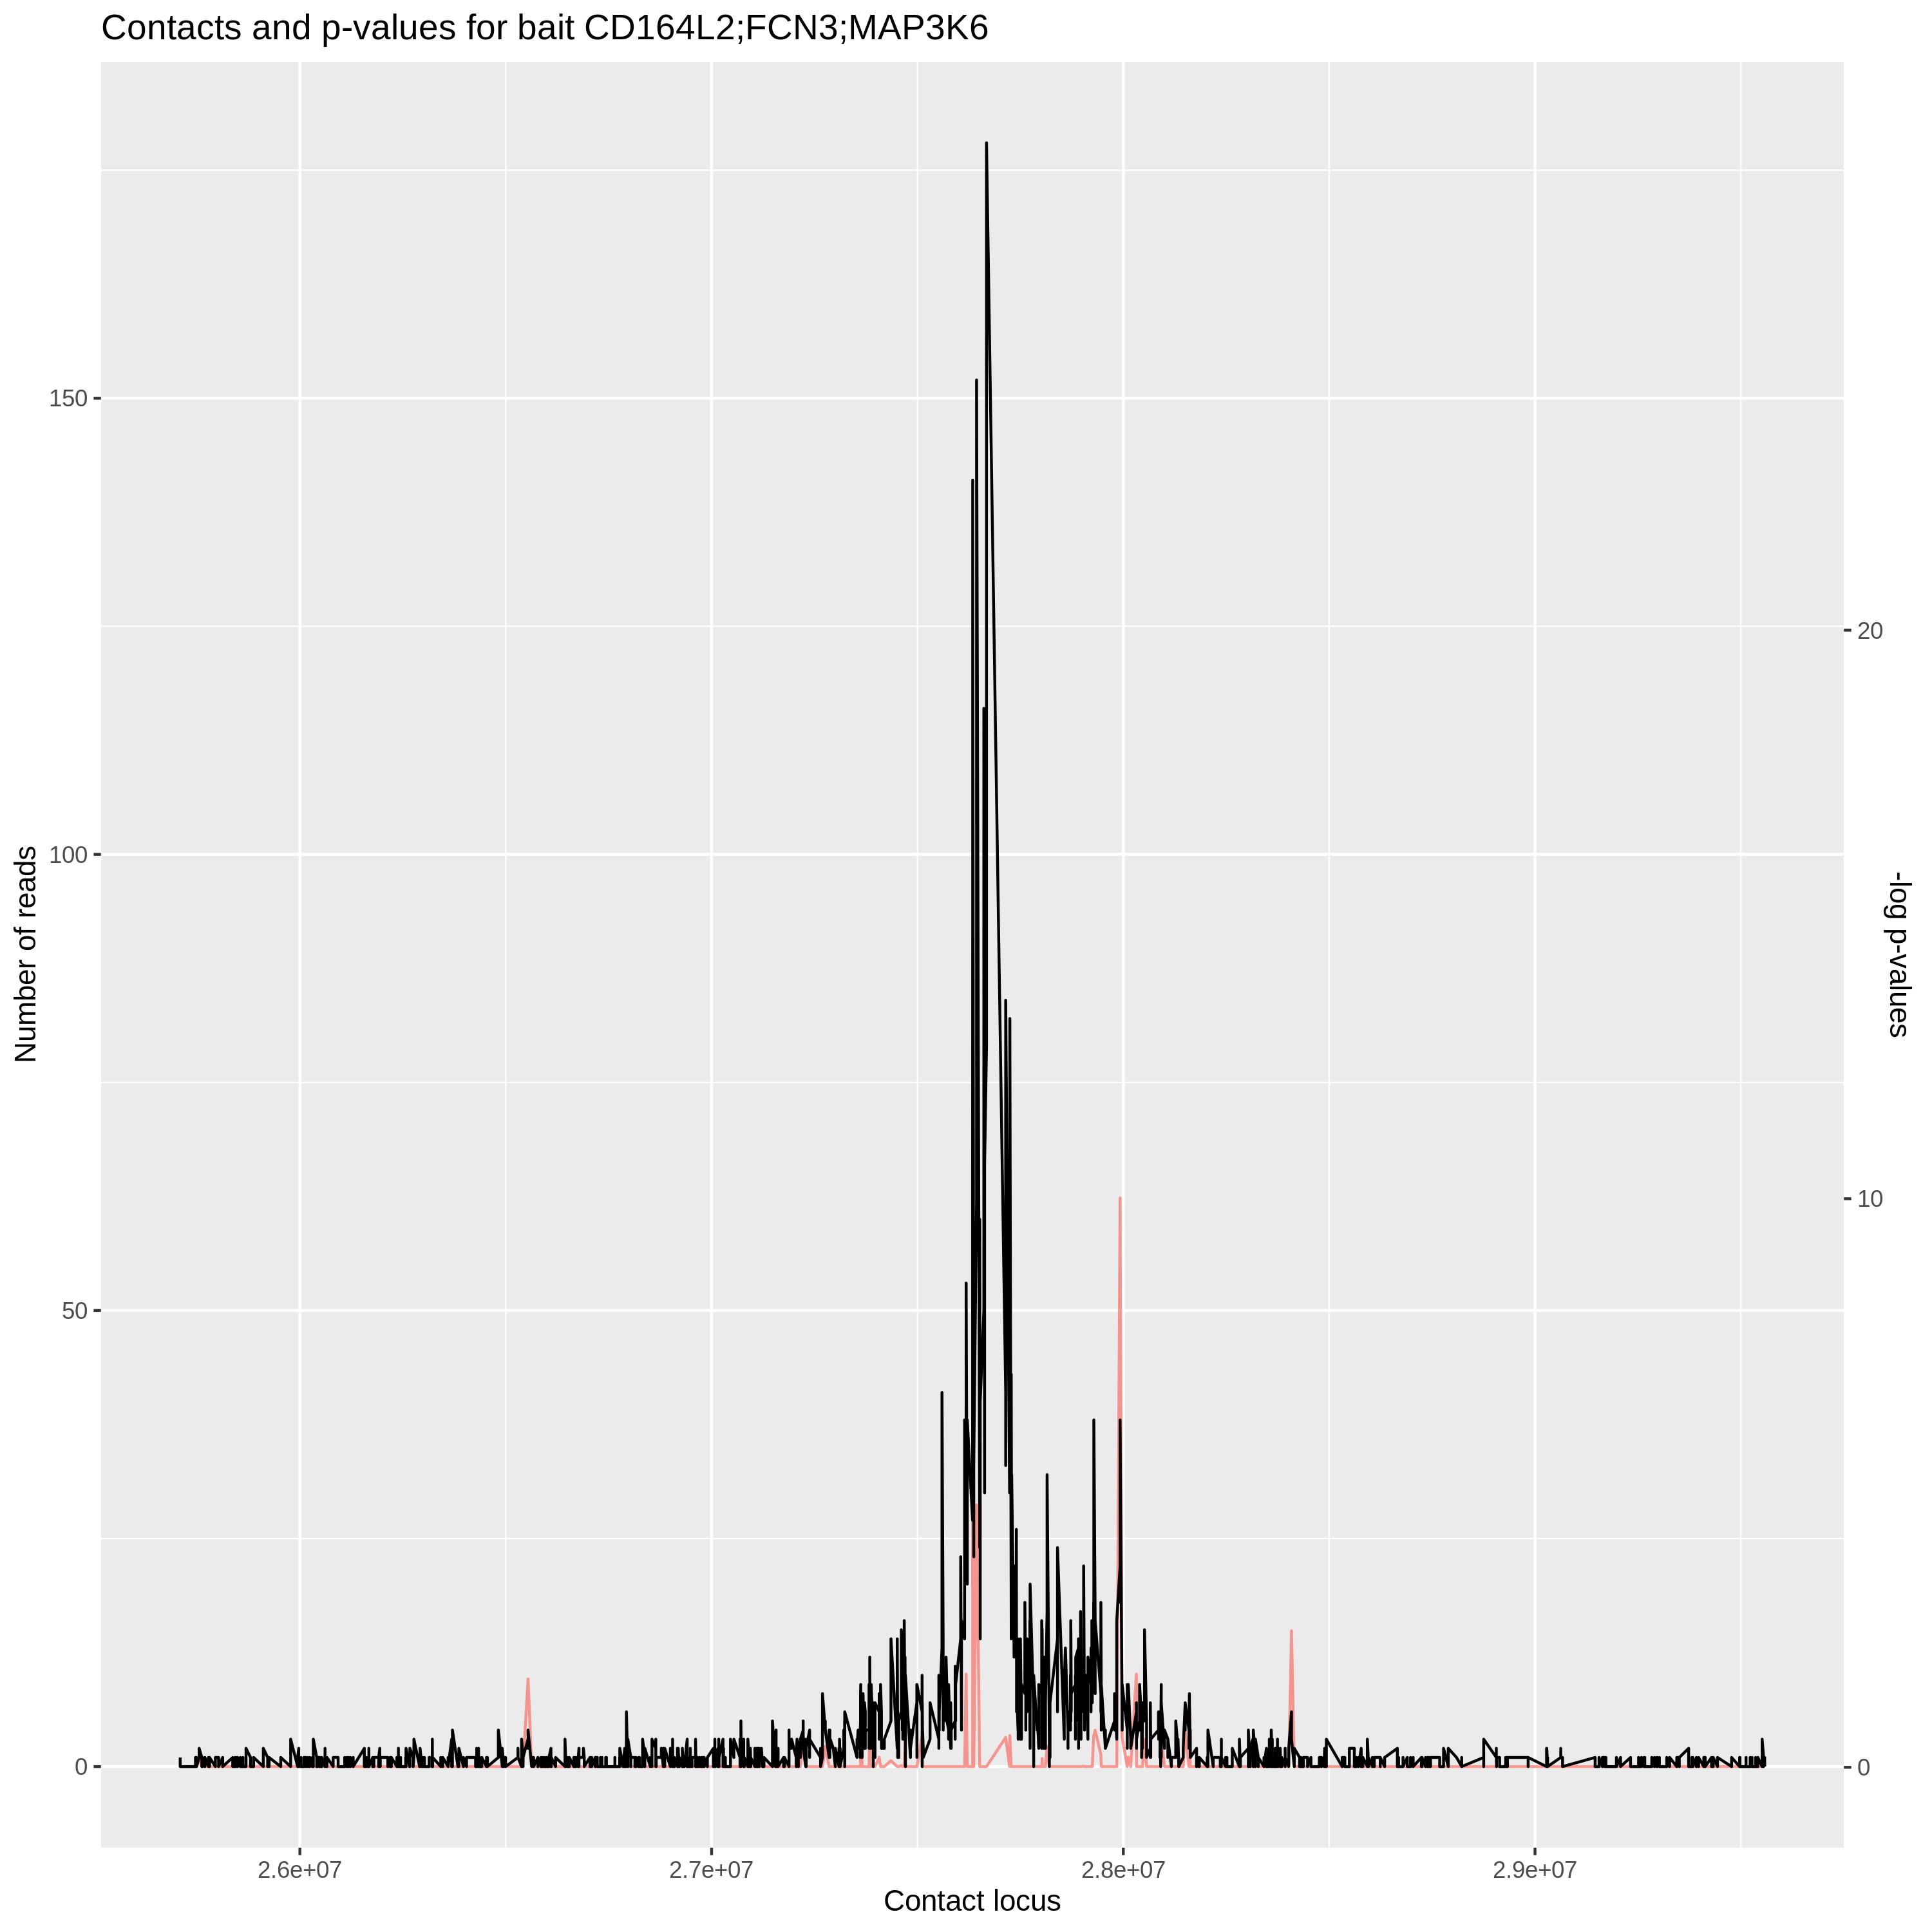 Contacts and p-values for bait CD164L2;FCN3;MAP3K6
150
100
50
0
Number of reads
20
10
0
-log p-values
2.6e+07 2.7e+07 2.8e+07 2.9e+07
Contact locus